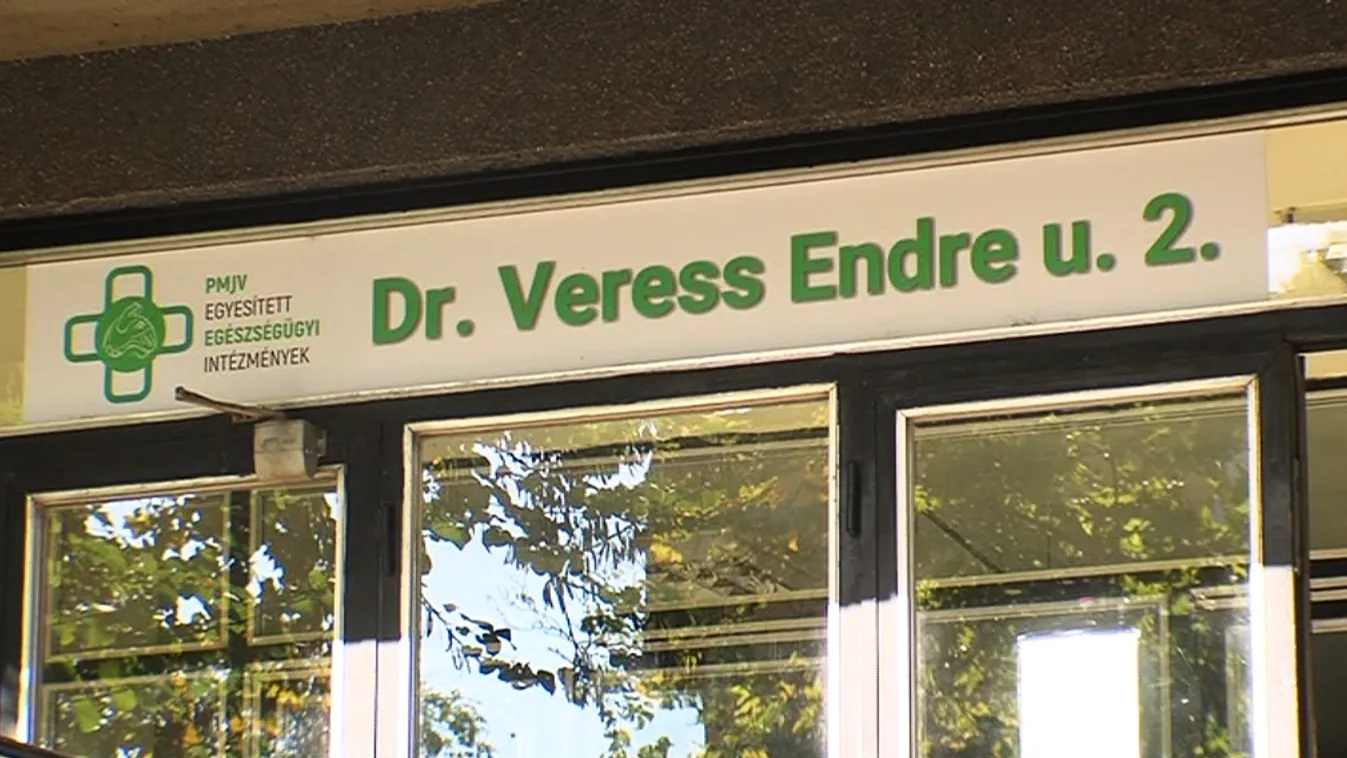 PMJV
EGYESÍTETT
EGÉSZSÉGÜGYI
INTÉZMÉNYEK
Dr. Veress Endre u. 2.